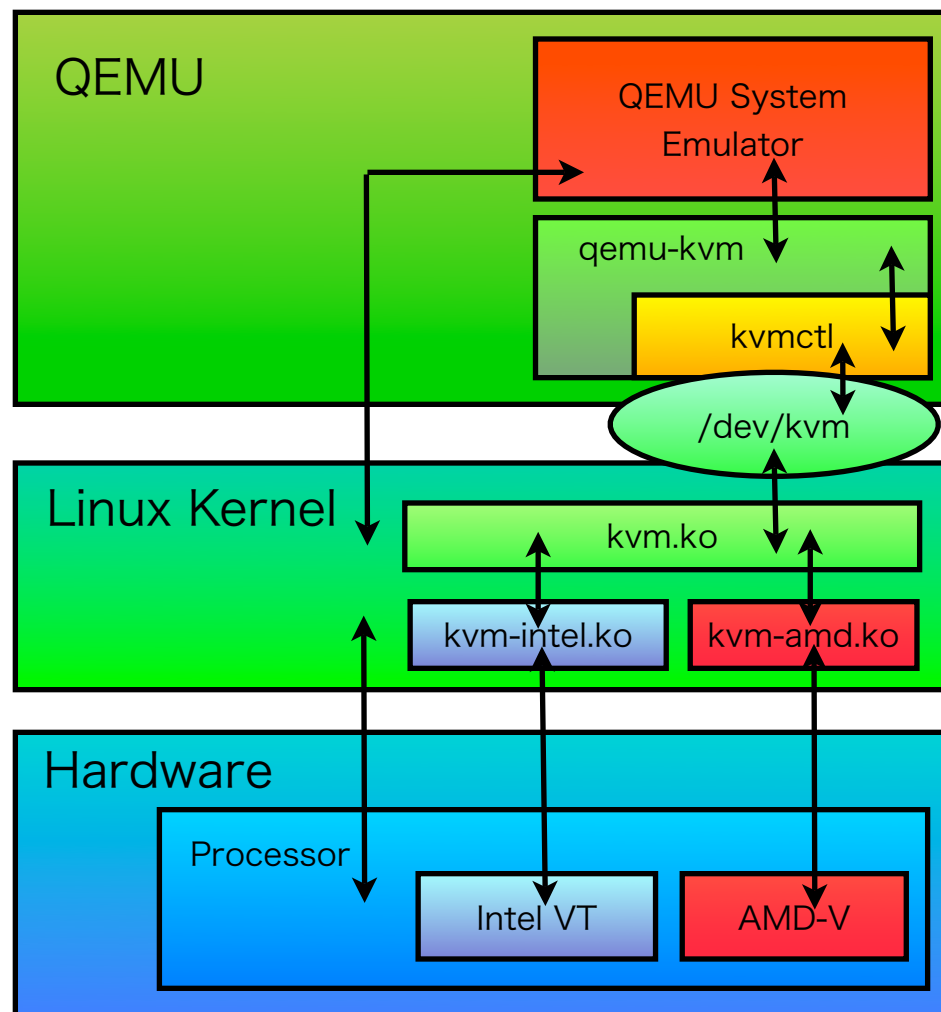 QEMU
QEMU System
Emulator
qemu-kvm
kvmctl
/dev/kvm
Linux Kernel
kvm.ko
kvm-intel.ko
kvm-amd.ko
Hardware
Processor
Intel VT
AMD-V